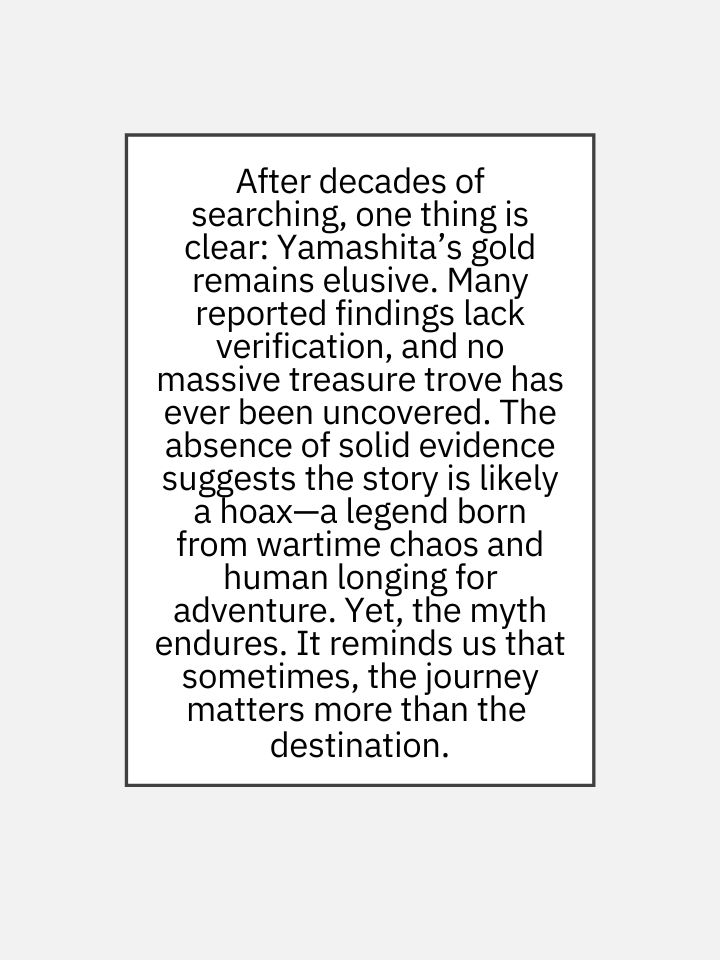 After decades of
searching, one thing is
clear: Yamashita’s gold
remains elusive. Many
reported findings lack
verification, and no
massive treasure trove has
ever been uncovered. The
absence of solid evidence
suggests the story is likely
a hoax—a legend born
from wartime chaos and
human longing for
adventure. Yet, the myth
endures. It reminds us that
sometimes, the journey
matters more than the
destination.